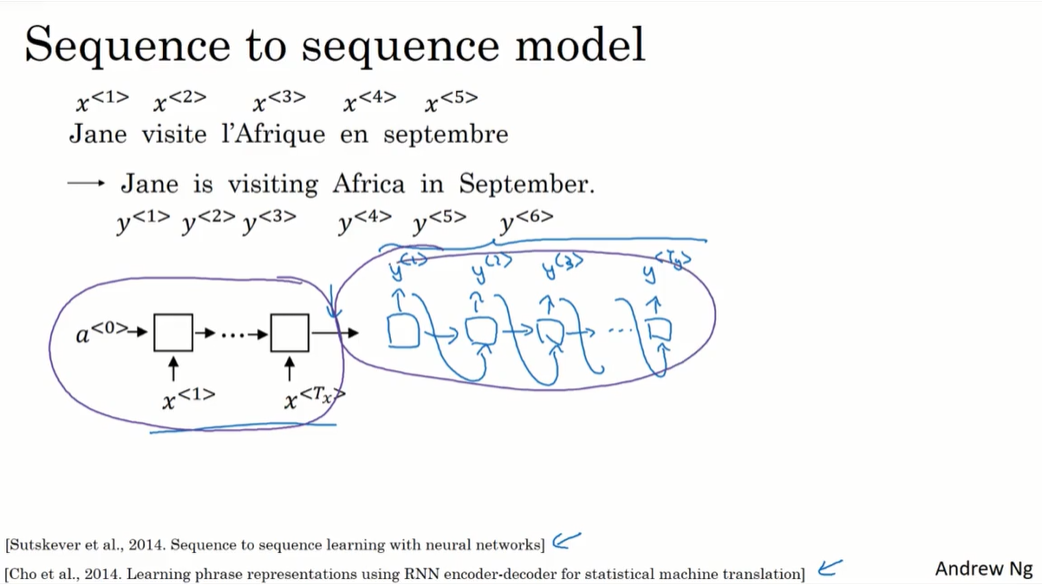 Sequence to sequence model
x<1> x<2> x<3> x<4> x<5>
Jane visite l'Afrique en septembre
→ Jane is visiting Africa in September.
y<1> y<2> y<3> y<4> y<5> y<6>
y<1> y<2> y<3> y<Ty>
a<0> → → ... → →
...
x<1> x<Tx>
[Sutskever et al., 2014. Sequence to sequence learning with neural networks]
[Cho et al., 2014. Learning phrase representations using RNN encoder-decoder for statistical machine translation]
Andrew Ng